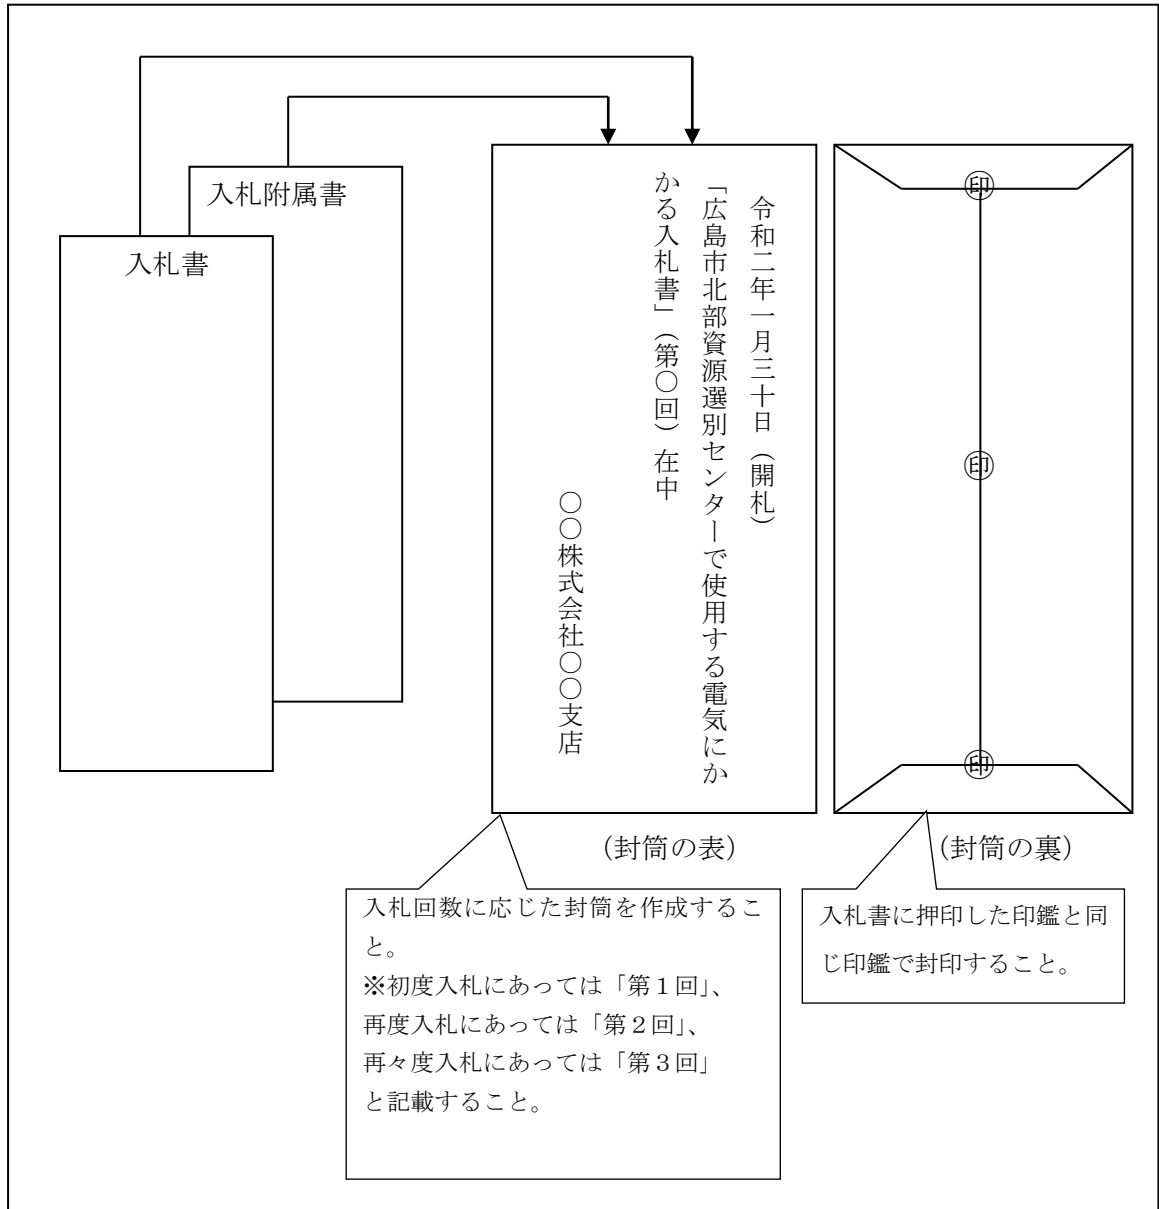 入札附属書
入札書
令和二年一月三十日（開札）
「広島市北部資源選別センターで使用する電気にか
かる入札書」（第〇回）在中
〇〇株式会社〇〇支店
㊞
㊞
㊞
（封筒の表）
（封筒の裏）
入札回数に応じた封筒を作成するこ
と。
※初度入札にあっては「第１回」、
再度入札にあっては「第２回」、
再々度入札にあっては「第３回」
と記載すること。
入札書に押印した印鑑と同
じ印鑑で封印すること。